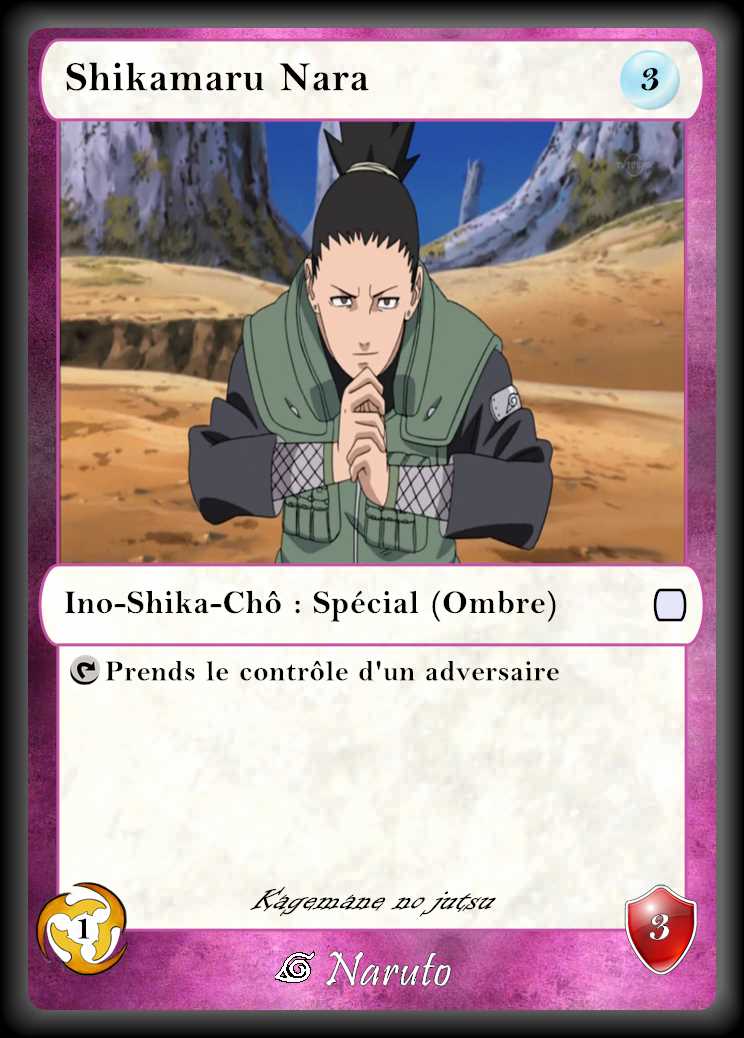 Shikamaru Nara
3
Ino-Shika-Chô : Spécial (Ombre)
Prends le contrôle d'un adversaire
Kagemane no jutsu
1
3
Naruto